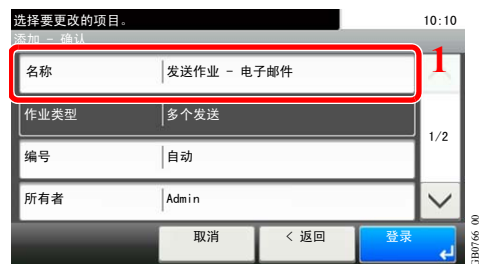 选择要更改的项目。 10:10
添加 - 确认
名称 发送作业 - 电子邮件
1
作业类型 多个发送
1/2
编号 自动
所有者 Admin
取消 < 返回 登录
GB0766_00